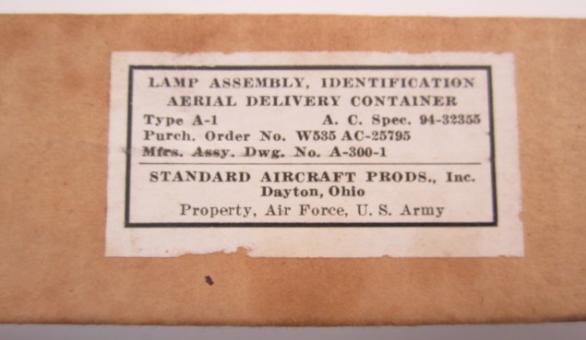 LAMP ASSEMBLY, IDENTIFICATION
AERIAL DELIVERY CONTAINER
Type A-1 A. C. Spec. 94-32355
Purch. Order No. W535 AC-25795
Mfrs. Assy. Dwg. No. A-300-1
STANDARD AIRCRAFT PRODS., Inc.
Dayton, Ohio
Property, Air Force, U. S. Army